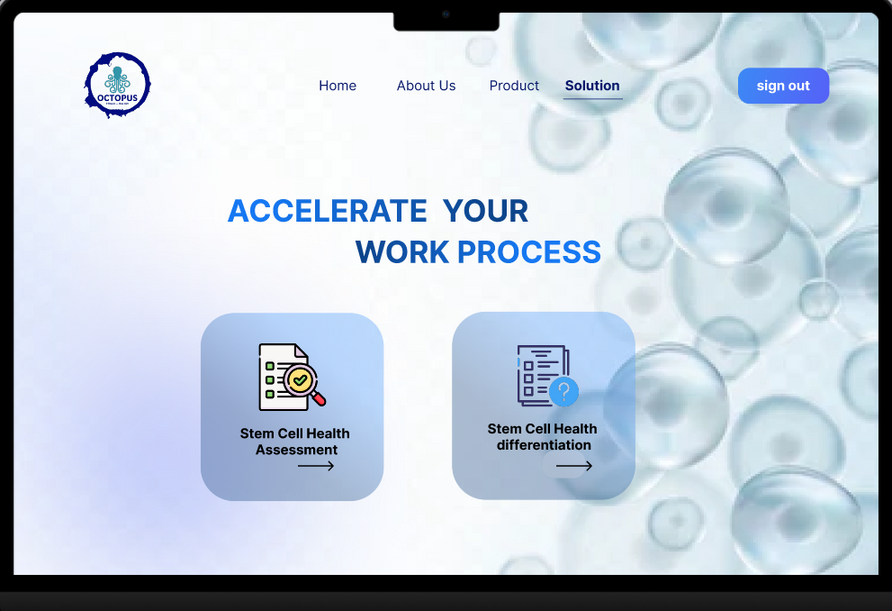 OCTOPUS
Home
About Us
Product
Solution
sign out
ACCELERATE YOUR
WORK PROCESS
Stem Cell Health
Assessment
?
Stem Cell Health
differentiation